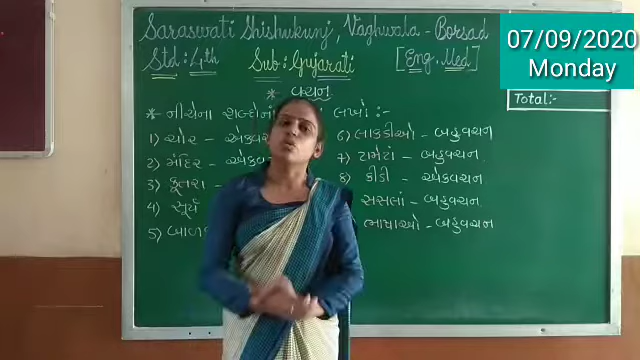 Saraswati Shishukunj, Vaghwala - Borsad
Std : 4th Sub : Gujarati [Eng. Med]
07/09/2020
Monday
Total:-
* વચન
* નીચેના શબ્દોનાં લખો :-
1) ચોર - એકવચન
2) મંદિર -
3) કૂતરા -
4) સૂર્ય
5)
6) લાકડીઓ - બહુવચન
7) ટામેટાં - બહુવચન
8) કીડી - એકવચન
સસલાં - બહુવચન
ભાષાઓ - બહુવચન